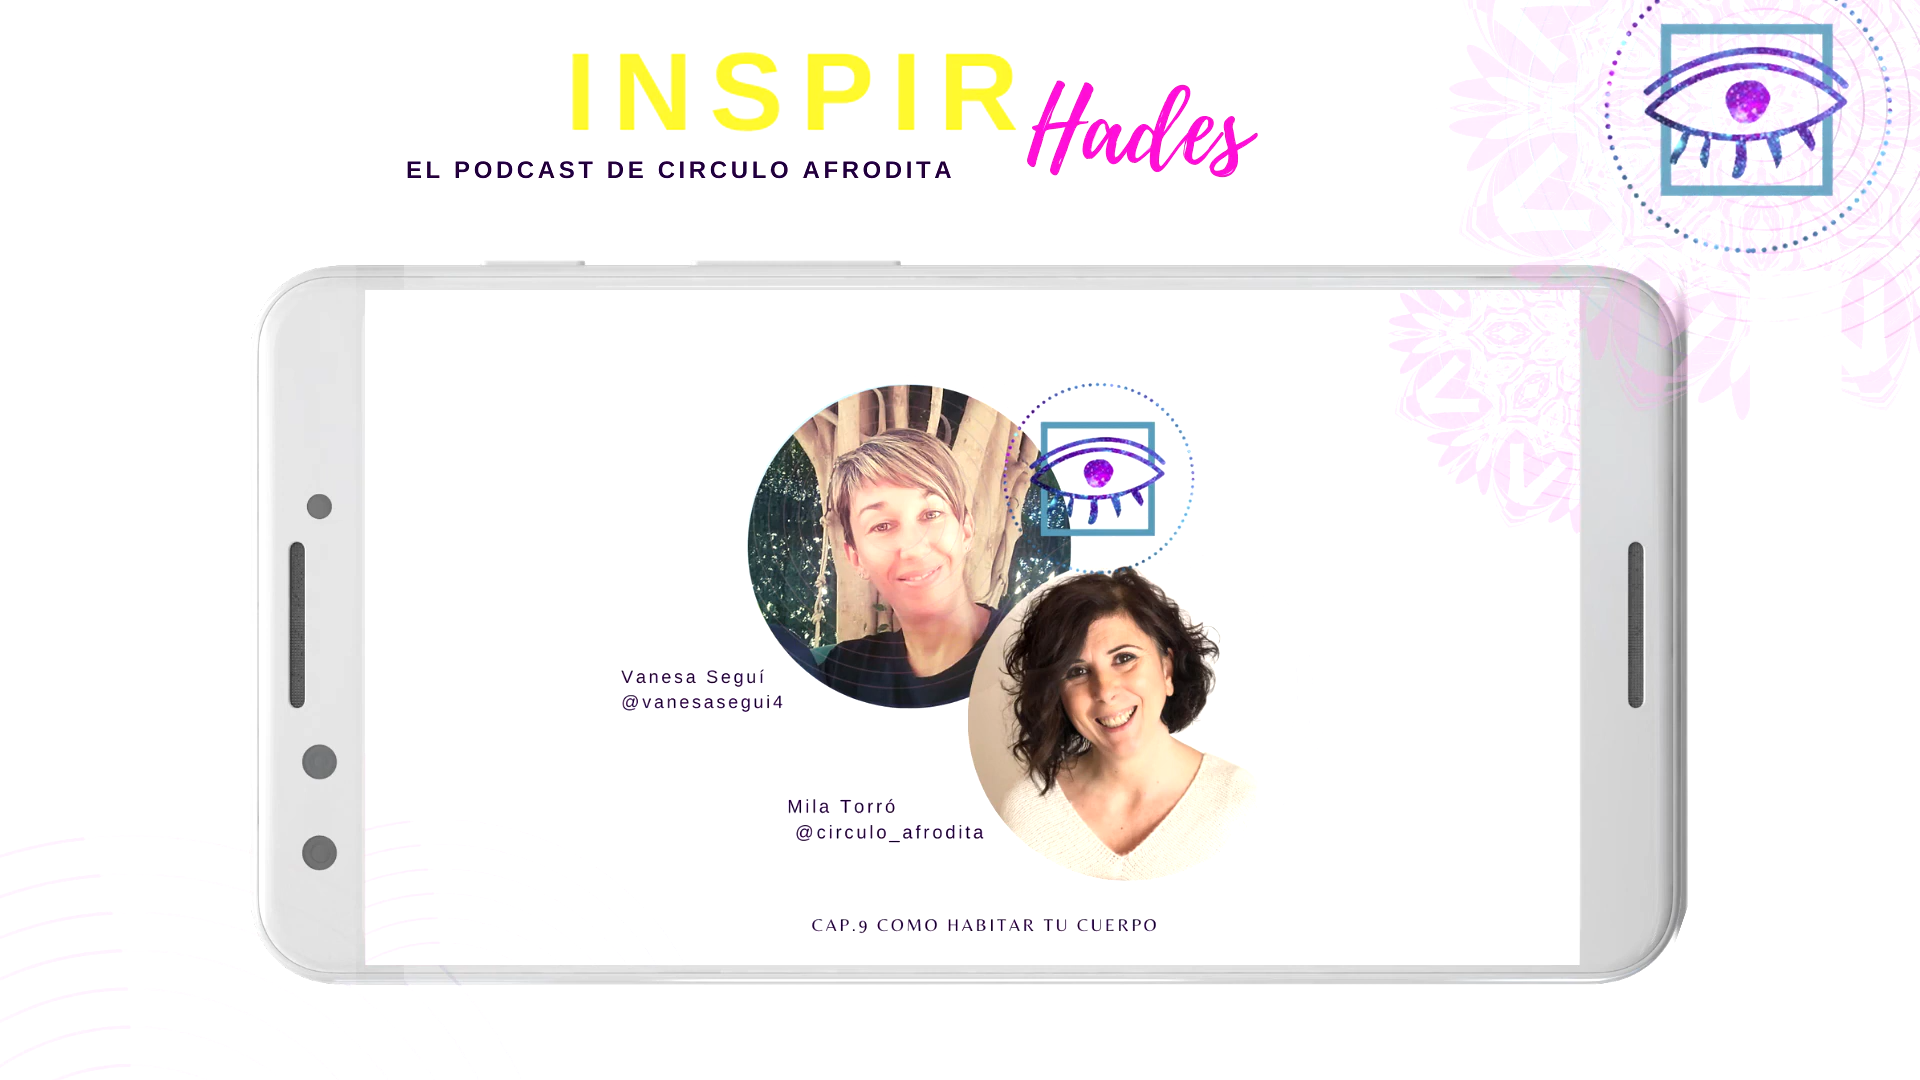 INSPIR Hades
EL PODCAST DE CIRCULO AFRODITA
Vanesa Seguí
@vanesasegui4
Mila Torró
@circulo_afrodita
CAP.9 COMO HABITAR TU CUERPO